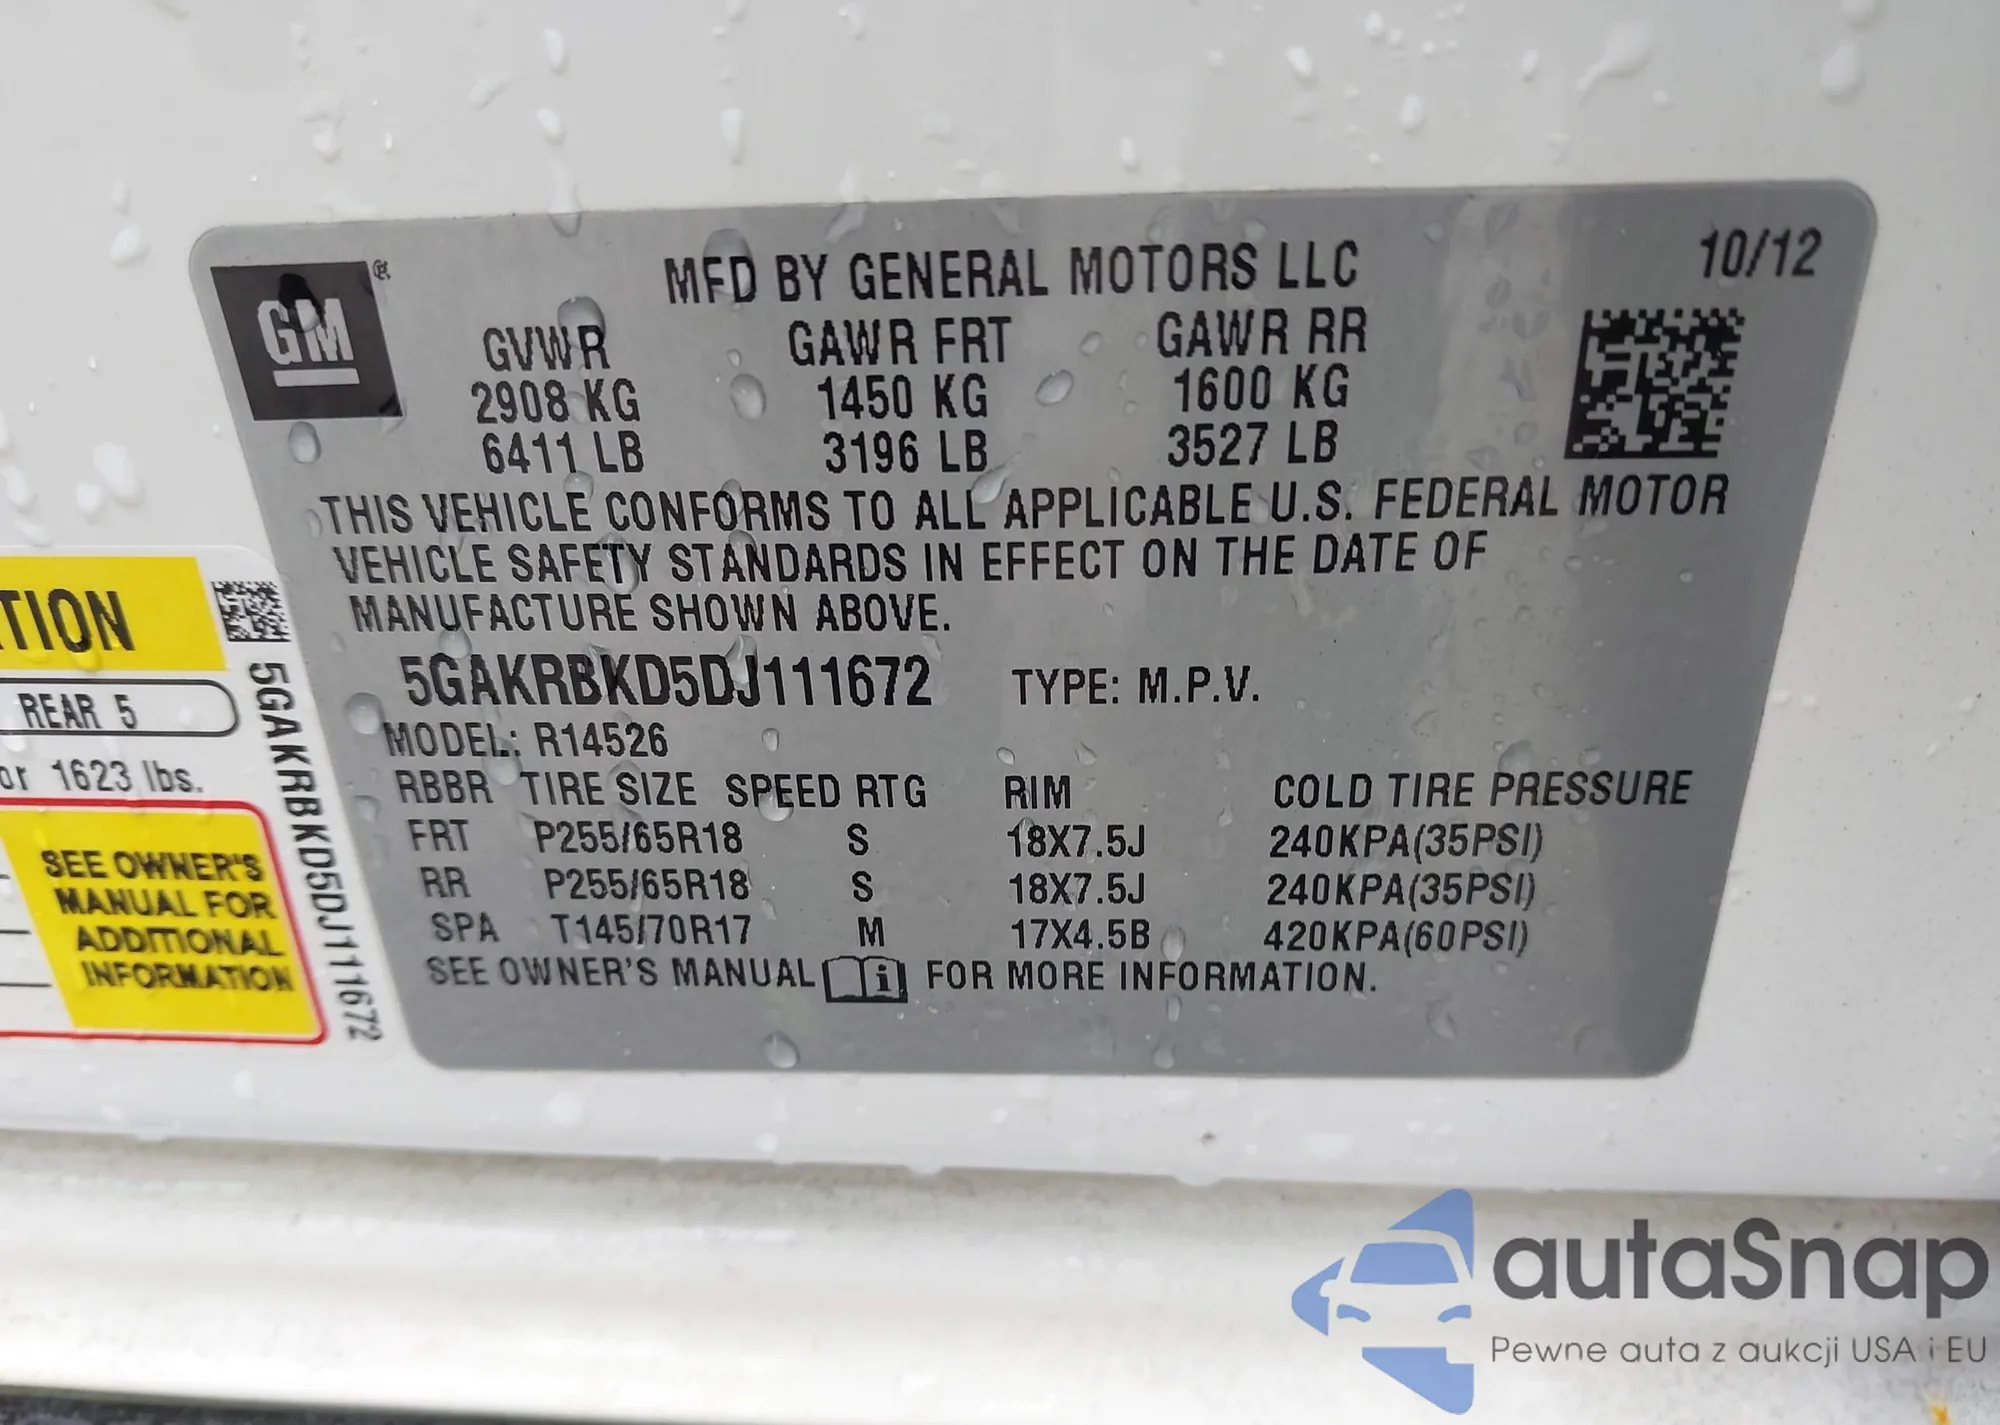 GM
MFD BY GENERAL MOTORS LLC
10/12
GVWR GAWR FRT GAWR RR
2908 KG 1450 KG 1600 KG
6411 LB 3196 LB 3527 LB
THIS VEHICLE CONFORMS TO ALL APPLICABLE U.S. FEDERAL MOTOR
VEHICLE SAFETY STANDARDS IN EFFECT ON THE DATE OF
MANUFACTURE SHOWN ABOVE.
5GAKRBKD5DJ111672 TYPE: M.P.V.
MODEL: R14526
RBBR TIRE SIZE SPEED RTG RIM COLD TIRE PRESSURE
FRT P255/65R18 S 18X7.5J 240KPA(35PSI)
RR P255/65R18 S 18X7.5J 240KPA(35PSI)
SPA T145/70R17 M 17X4.5B 420KPA(60PSI)
SEE OWNER'S MANUAL i FOR MORE INFORMATION.
TION
REAR 5
or 1623 lbs.
SEE OWNER'S
MANUAL FOR
ADDITIONAL
INFORMATION
5GAKRBKD5DJ111672
autaSnap
Pewne auta z aukcji USA i EU